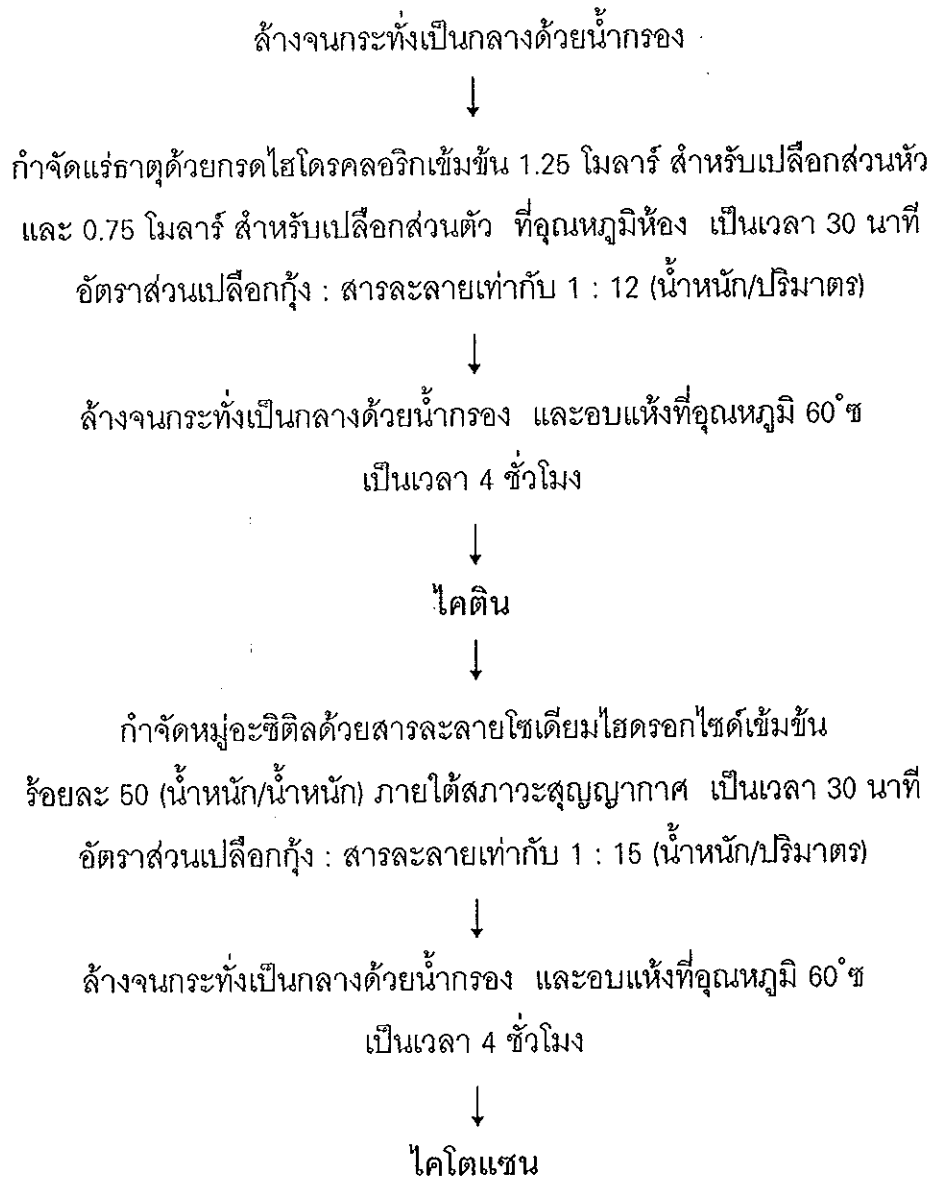 ล้างจนกระทั่งเป็นกลางด้วยน้ำกรอง
↓
กำจัดแร่ธาตุด้วยกรดไฮโดรคลอริกเข้มข้น 1.25 โมลาร์ สำหรับเปลือกส่วนหัว
และ 0.75 โมลาร์ สำหรับเปลือกส่วนตัว ที่อุณหภูมิห้อง เป็นเวลา 30 นาที
อัตราส่วนเปลือกกุ้ง : สารละลายเท่ากับ 1 : 12 (น้ำหนัก/ปริมาตร)
↓
ล้างจนกระทั่งเป็นกลางด้วยน้ำกรอง และอบแห้งที่อุณหภูมิ 60°ซ
เป็นเวลา 4 ชั่วโมง
↓
ไคติน
↓
กำจัดหมู่อะซิติลด้วยสารละลายโซเดียมไฮดรอกไซด์เข้มข้น
ร้อยละ 50 (น้ำหนัก/น้ำหนัก) ภายใต้สภาวะสุญญากาศ เป็นเวลา 30 นาที
อัตราส่วนเปลือกกุ้ง : สารละลายเท่ากับ 1 : 15 (น้ำหนัก/ปริมาตร)
↓
ล้างจนกระทั่งเป็นกลางด้วยน้ำกรอง และอบแห้งที่อุณหภูมิ 60°ซ
เป็นเวลา 4 ชั่วโมง
↓
ไคโตแซน